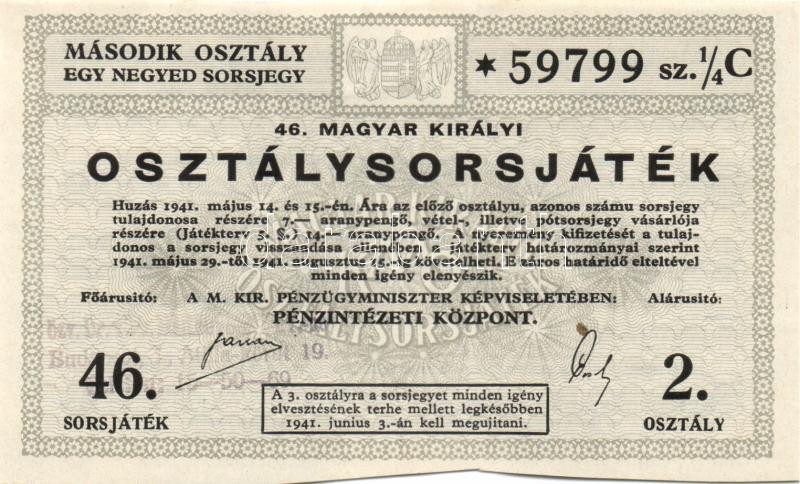 MÁSODIK OSZTÁLY
EGY NEGYED SORSJEGY
* 59799 sz. 1/4 C
46. MAGYAR KIRÁLYI
OSZTÁLYSORSJÁTÉK
Huzás 1941. május 14. és 15.-én. Ára az előző osztályu, azonos számu sorsjegy
tulajdonosa részére 7.— aranypengő, vétel-, illetve pótsorsjegy vásárlója
részére (Játékterv 5. §.) 14.— aranypengő. A nyeremény kifizetését a tulaj-
donos a sorsjegy visszaadása ellenében a játékterv határozmányai szerint
1941. május 29.-től 1941. augusztus 15.-ig követelheti. E záros határidő elteltével
minden igény elenyészik.
Főárusitó:
A M. KIR. PÉNZÜGYMINISZTER KÉPVISELETÉBEN:
Alárusitó:
PÉNZINTÉZETI KÖZPONT.
OSZTÁLYSORSJÁTÉK
19.
46.
SORSJÁTÉK
A 3. osztályra a sorsjegyet minden igény
elvesztésének terhe mellett legkésőbben
1941. junius 3.-án kell megujitani.
2.
OSZTÁLY